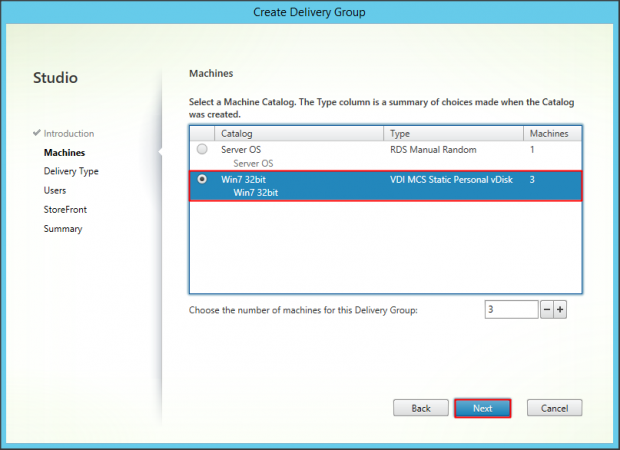 Create Delivery Group
Studio
Introduction
Machines
Delivery Type
Users
StoreFront
Summary
Machines
Select a Machine Catalog. The Type column is a summary of choices made when the Catalog
was created.
Catalog Type Machines
Server OS RDS Manual Random 1
Server OS
Win7 32bit VDI MCS Static Personal vDisk 3
Win7 32bit
Choose the number of machines for this Delivery Group: 3 − +
Back Next Cancel